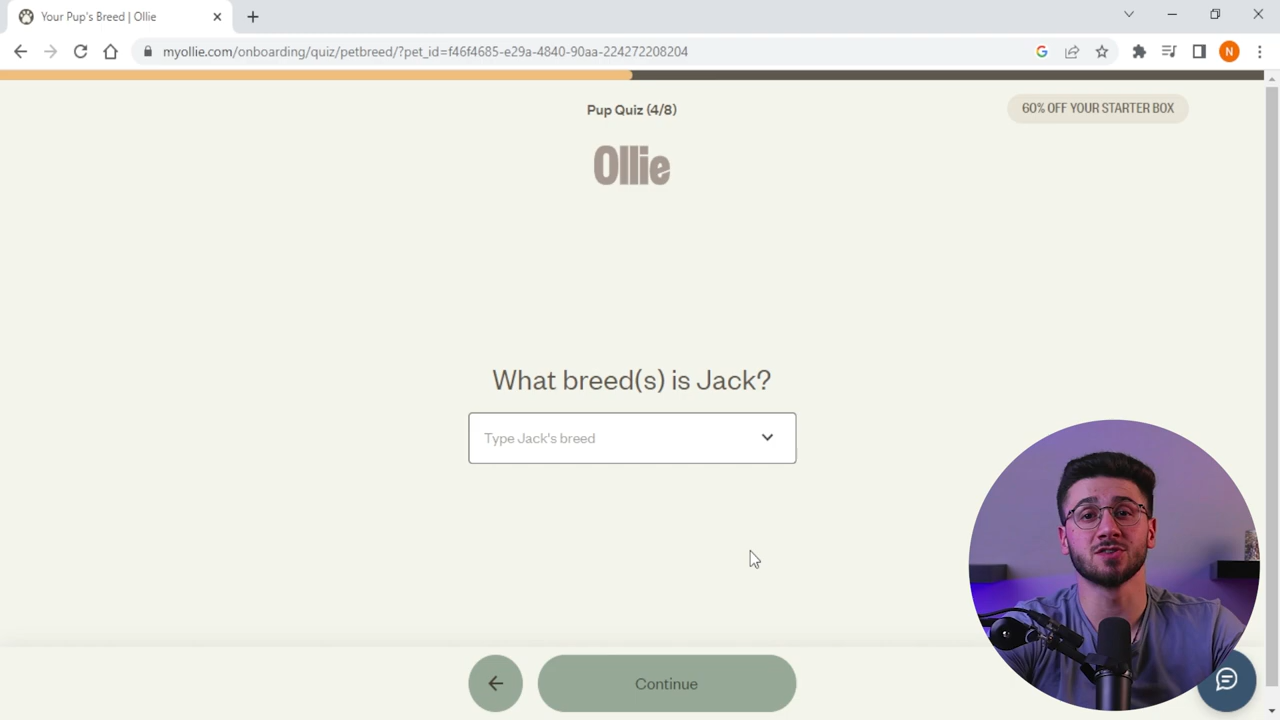 Your Pup's Breed | Ollie
myollie.com/onboarding/quiz/petbreed/?pet_id=f46f4685-e29a-4840-90aa-224272208204
G
N
Pup Quiz (4/8)
60% OFF YOUR STARTER BOX
Ollie
What breed(s) is Jack?
Type Jack's breed
Continue